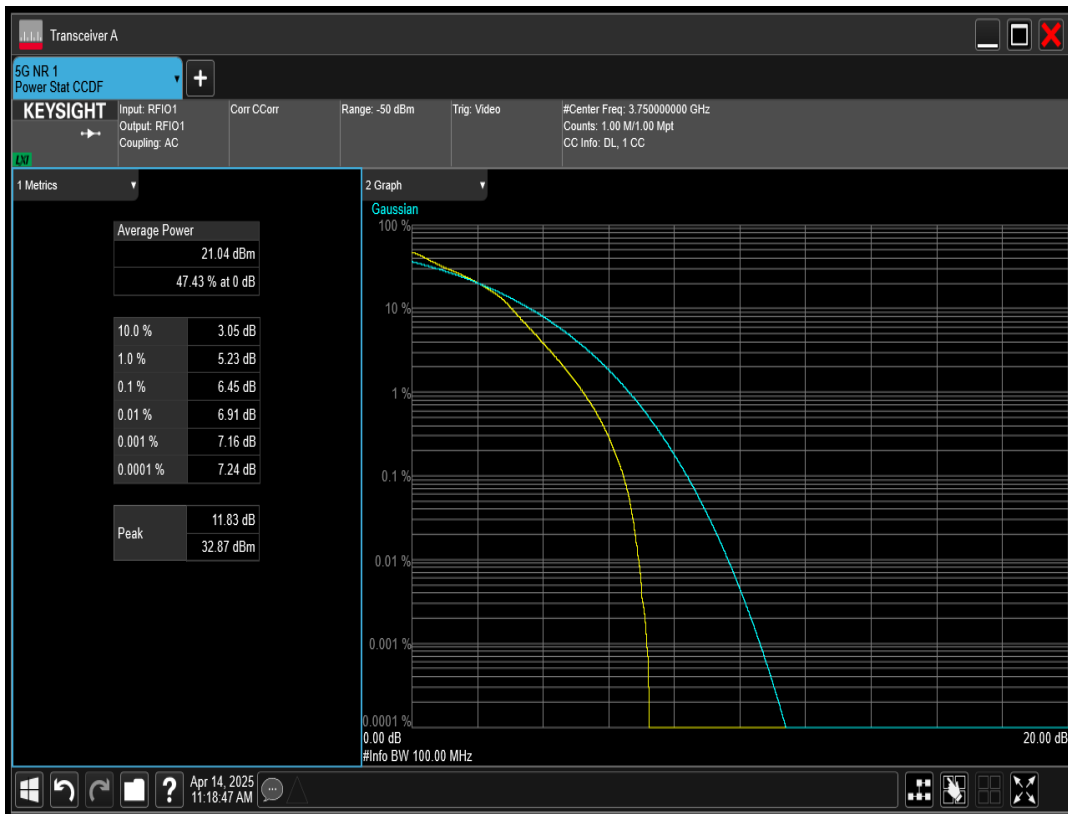 Transceiver A
5G NR 1
Power Stat CCDF
+
KEYSIGHT
LXI
Input: RFIO1
Output: RFIO1
Coupling: AC
Corr CCorr
Range: -50 dBm
Trig: Video
#Center Freq: 3.750000000 GHz
Counts: 1.00 M/1.00 Mpt
CC Info: DL, 1 CC
1 Metrics
Average Power
21.04 dBm
47.43 % at 0 dB
10.0 % 3.05 dB
1.0 % 5.23 dB
0.1 % 6.45 dB
0.01 % 6.91 dB
0.001 % 7.16 dB
0.0001 % 7.24 dB
Peak
11.83 dB
32.87 dBm
2 Graph
Gaussian
100 %
10 %
1 %
0.1 %
0.01 %
0.001 %
0.0001 %
0.00 dB 20.00 dB
#Info BW 100.00 MHz
?
Apr 14, 2025
11:18:47 AM